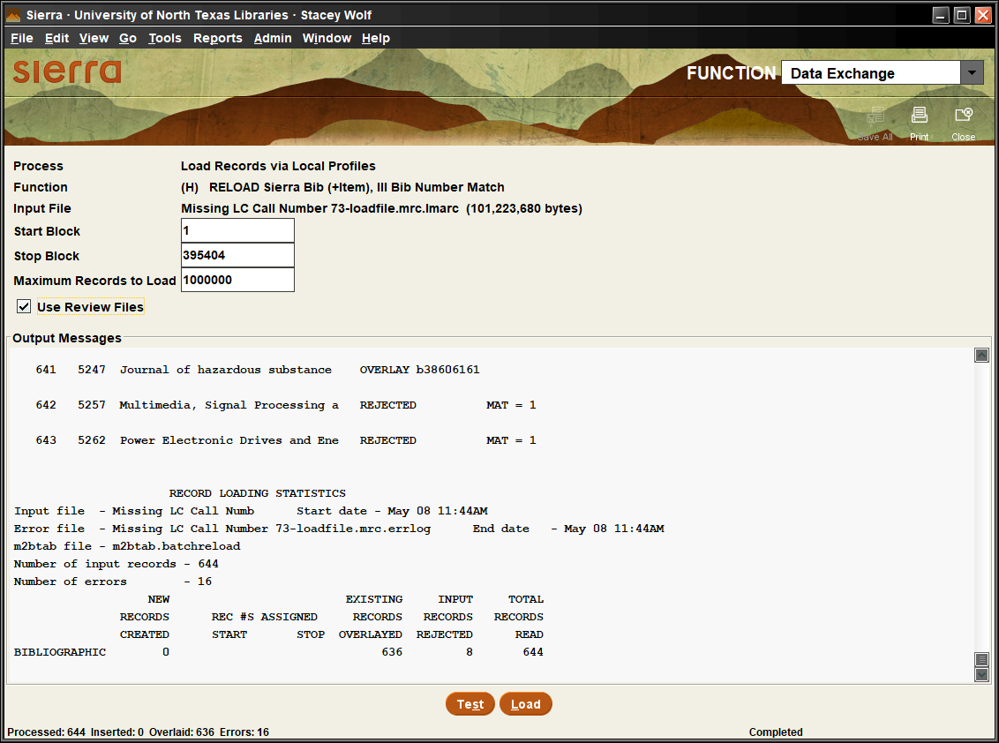 Sierra · University of North Texas Libraries · Stacey Wolf
File Edit View Go Tools Reports Admin Window Help
sierra
FUNCTION Data Exchange
Save All Print Close
Process Load Records via Local Profiles
Function (H) RELOAD Sierra Bib (+Item), III Bib Number Match
Input File Missing LC Call Number 73-loadfile.mrc.lmarc (101,223,680 bytes)
Start Block 1
Stop Block 395404
Maximum Records to Load 1000000
Use Review Files
Output Messages
641 5247 Journal of hazardous substance OVERLAY b38606161
642 5257 Multimedia, Signal Processing a REJECTED MAT = 1
643 5262 Power Electronic Drives and Ene REJECTED MAT = 1
RECORD LOADING STATISTICS
Input file - Missing LC Call Numb Start date - May 08 11:44AM
Error file - Missing LC Call Number 73-loadfile.mrc.errlog End date - May 08 11:44AM
m2btab file - m2btab.batchreload
Number of input records - 644
Number of errors - 16
NEW EXISTING INPUT TOTAL
RECORDS REC #S ASSIGNED RECORDS RECORDS RECORDS
CREATED START STOP OVERLAYED REJECTED READ
BIBLIOGRAPHIC 0 636 8 644
Test Load
Processed: 644 Inserted: 0 Overlaid: 636 Errors: 16 Completed